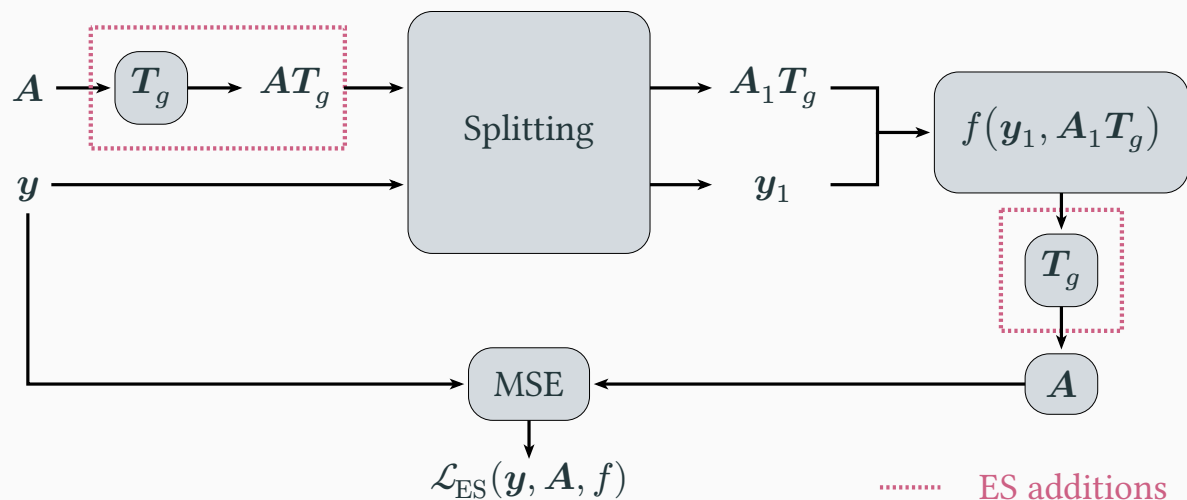 A
T_g
AT_g
Splitting
A_1T_g
f(y_1, A_1T_g)
y
y_1
T_g
MSE
A
ℒ_ES(y, A, f)
ES additions